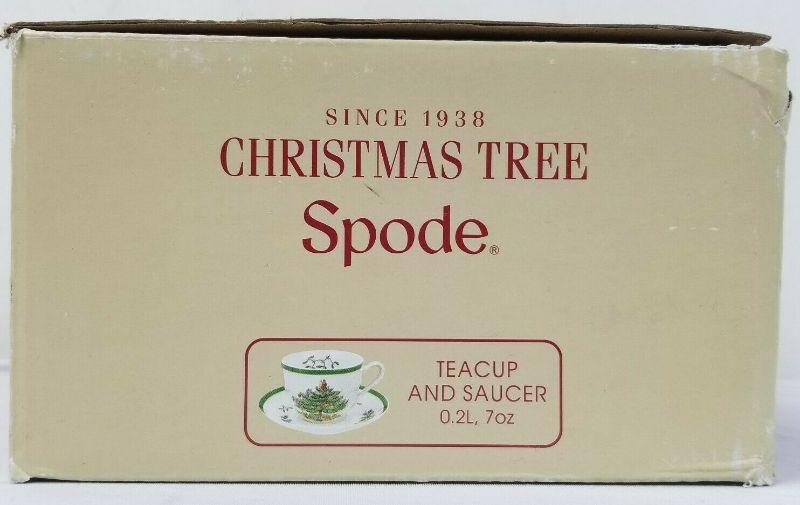 SINCE 1938
CHRISTMAS TREE
Spode®
TEACUP
AND SAUCER
0.2L, 7oz